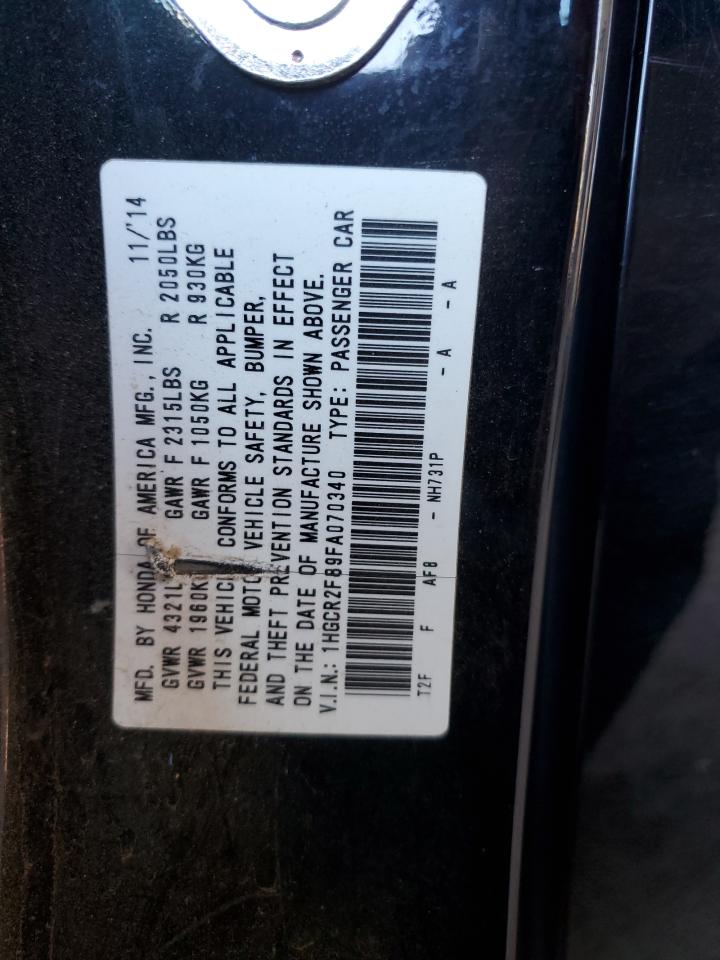 MFD. BY HONDA OF AMERICA MFG., INC. 11/'14
GVWR 4321 GAWR F 2315LBS R 2050LBS
GVWR 1960K GAWR F 1050KG R 930KG
THIS VEHIC CONFORMS TO ALL APPLICABLE
FEDERAL MOTO VEHICLE SAFETY, BUMPER,
AND THEFT PREVENTION STANDARDS IN EFFECT
ON THE DATE OF MANUFACTURE SHOWN ABOVE.
V.I.N.: 1HGCR2F89FA070340 TYPE: PASSENGER CAR
T2F F AF8 - NH731P - A - A